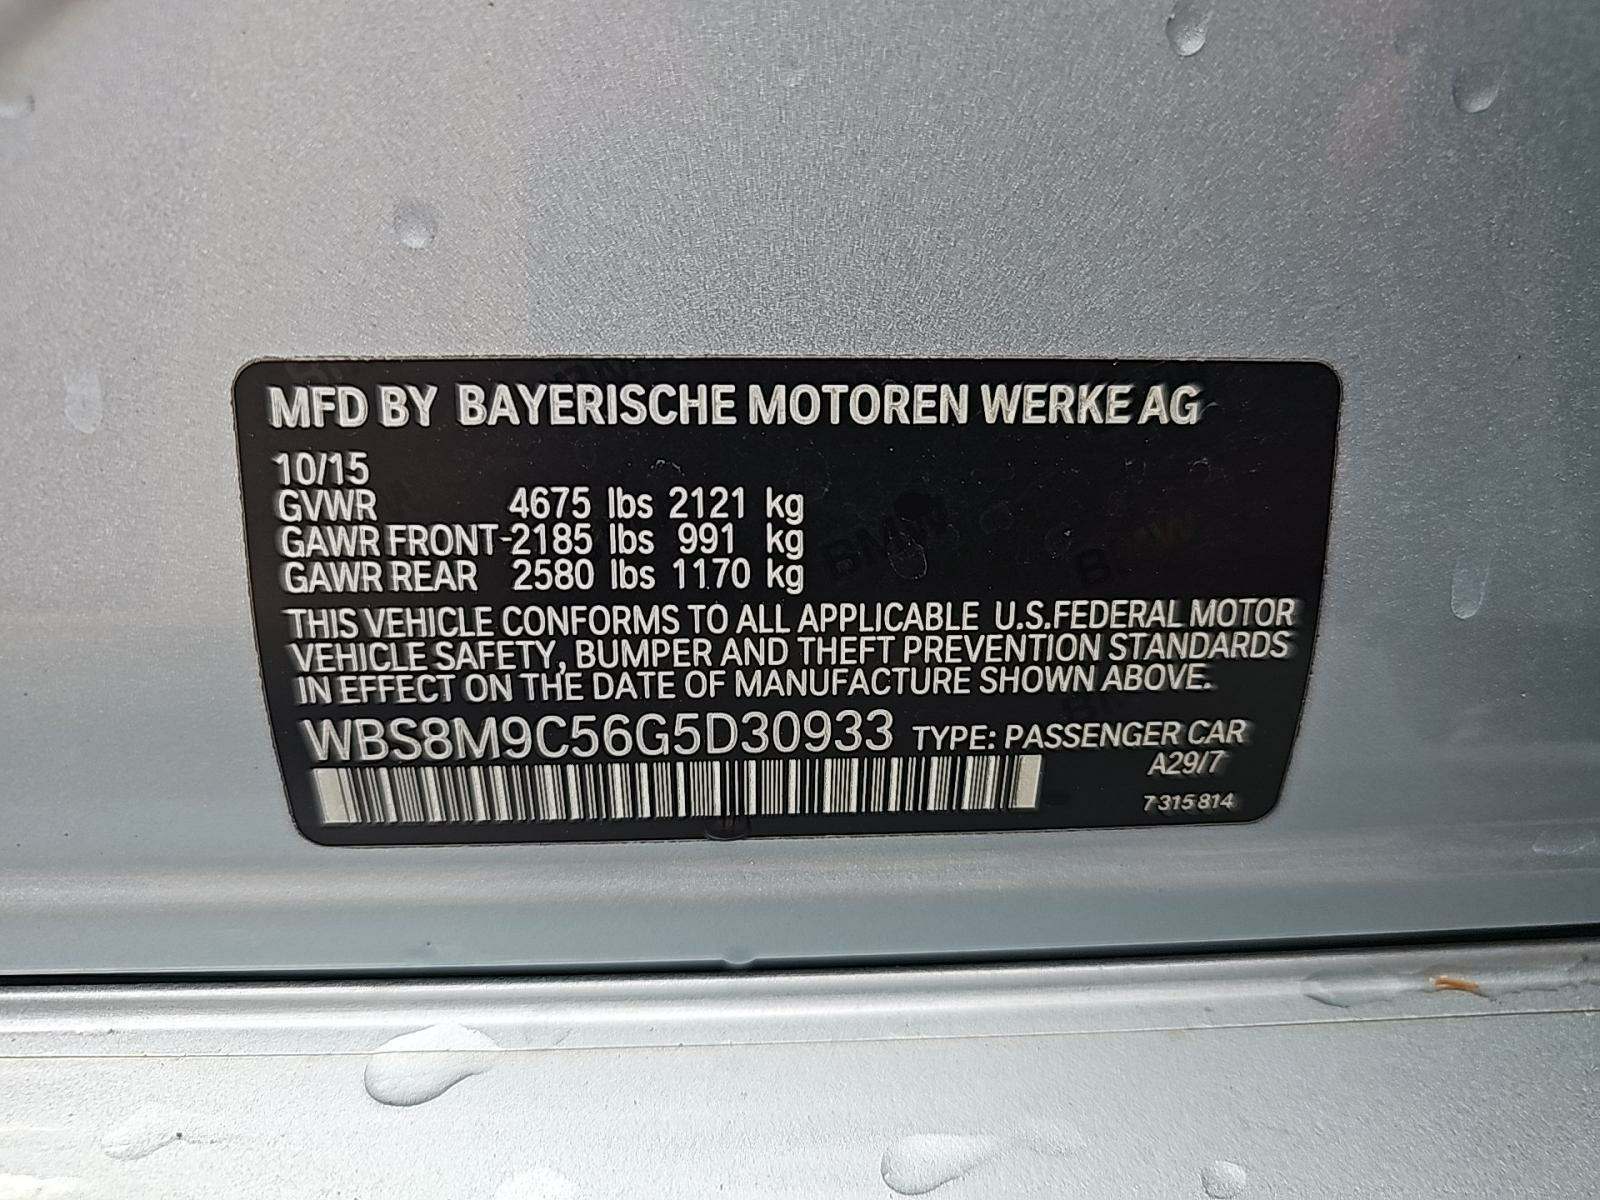 MFD BY BAYERISCHE MOTOREN WERKE AG
10/15
GVWR 4675 lbs 2121 kg
GAWR FRONT-2185 lbs 991 kg
GAWR REAR 2580 lbs 1170 kg
THIS VEHICLE CONFORMS TO ALL APPLICABLE U.S.FEDERAL MOTOR
VEHICLE SAFETY, BUMPER AND THEFT PREVENTION STANDARDS
IN EFFECT ON THE DATE OF MANUFACTURE SHOWN ABOVE.
WBS8M9C56G5D30933 TYPE: PASSENGER CAR
A29/7
7 315 814
BMW
BMW